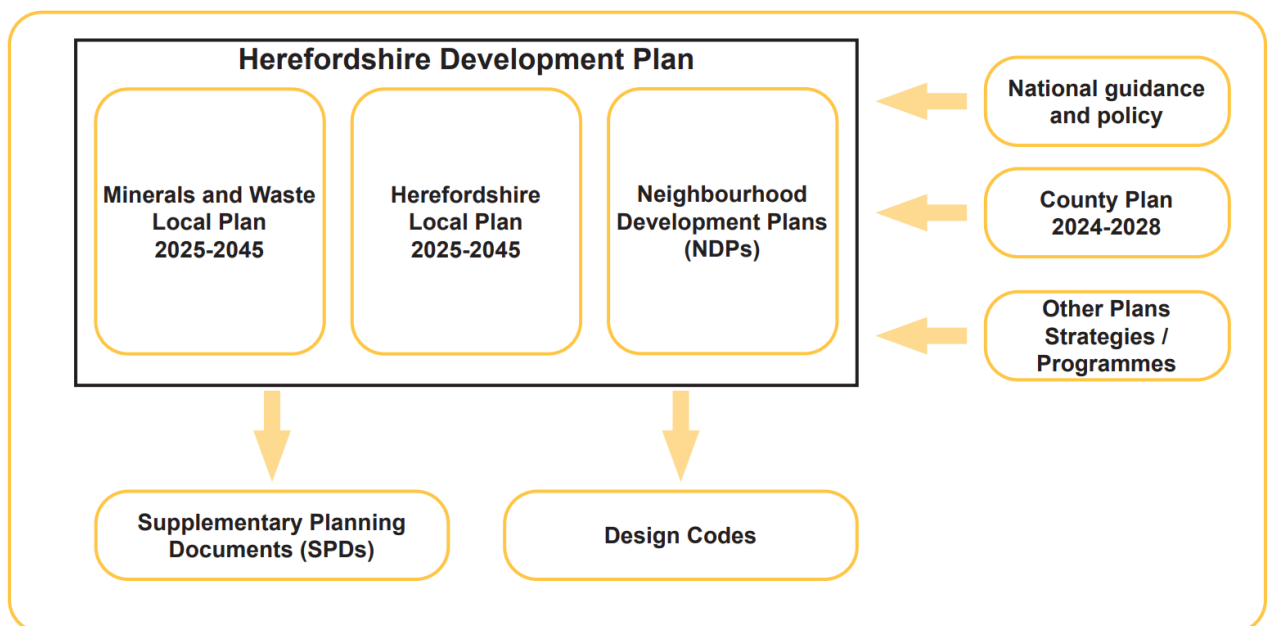 Herefordshire Development Plan
Minerals and Waste
Local Plan
2025-2045
Herefordshire
Local Plan
2025-2045
Neighbourhood
Development Plans
(NDPs)
National guidance
and policy
County Plan
2024-2028
Other Plans
Strategies /
Programmes
Supplementary Planning
Documents (SPDs)
Design Codes